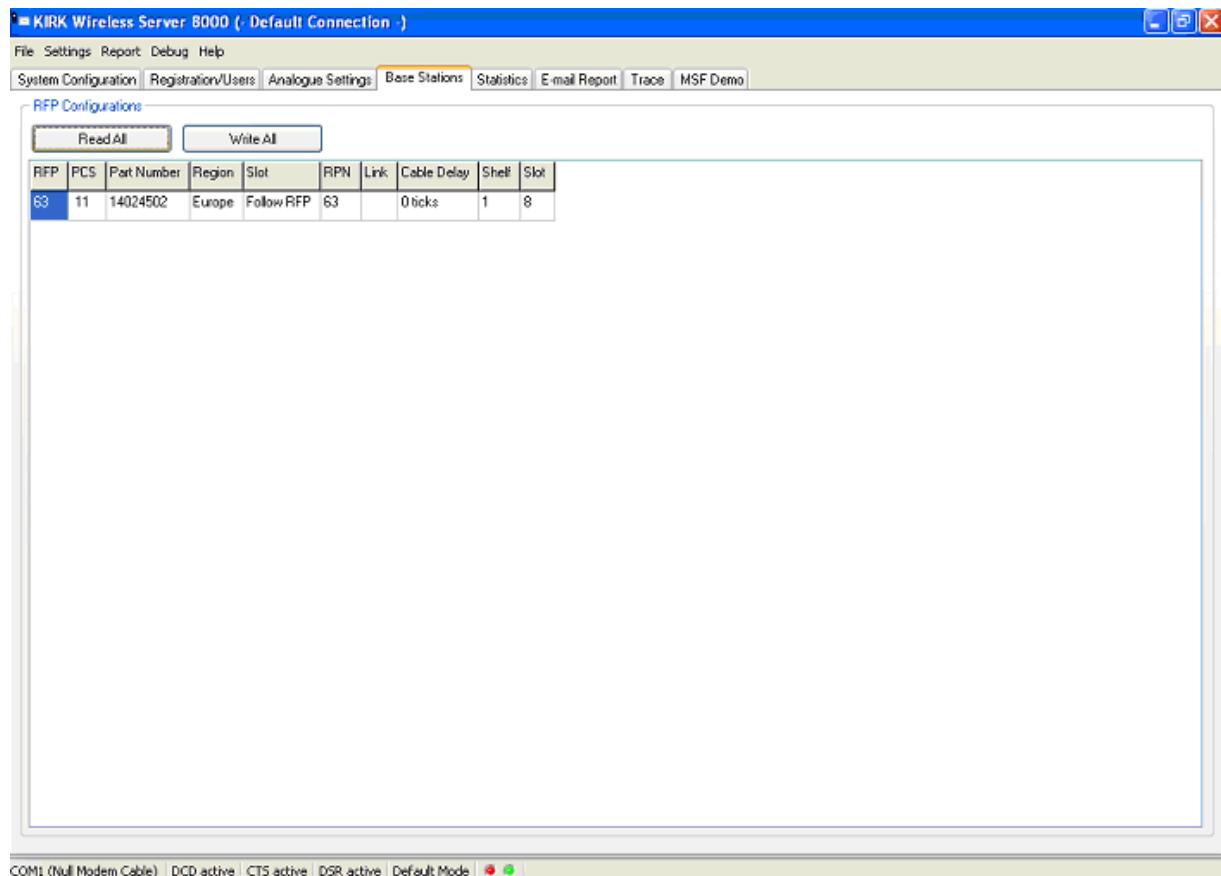 KIRK Wireless Server 8000 (- Default Connection -)
File Settings Report Debug Help
System Configuration Registration/Users Analogue Settings Base Stations Statistics E-mail Report Trace MSF Demo
RFP Configurations
Read All Write All
RFP PCS Part Number Region Slot RPN Link Cable Delay Shelf Slot
63 11 14024502 Europe Follow RFP 63 0 ticks 1 8
COM1 (Null Modem Cable) DCD active CTS active DSR active Default Mode